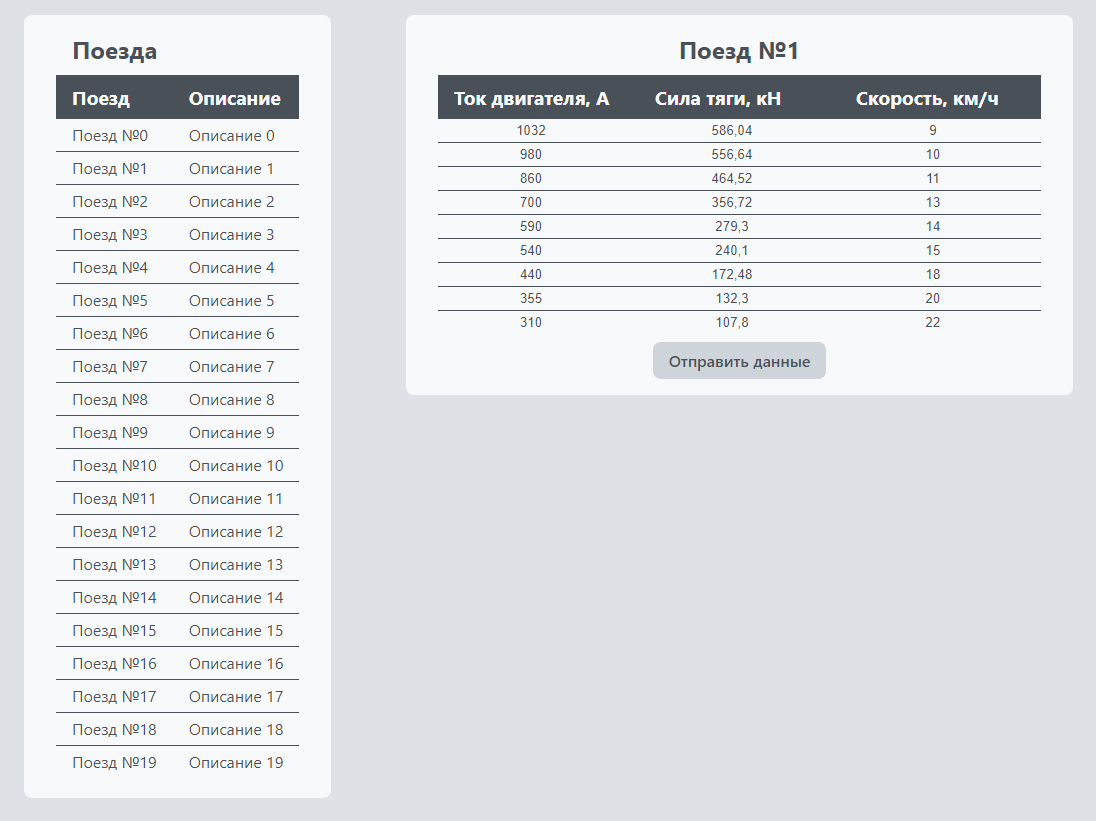 Поезда
Поезд Описание
Поезд №0 Описание 0
Поезд №1 Описание 1
Поезд №2 Описание 2
Поезд №3 Описание 3
Поезд №4 Описание 4
Поезд №5 Описание 5
Поезд №6 Описание 6
Поезд №7 Описание 7
Поезд №8 Описание 8
Поезд №9 Описание 9
Поезд №10 Описание 10
Поезд №11 Описание 11
Поезд №12 Описание 12
Поезд №13 Описание 13
Поезд №14 Описание 14
Поезд №15 Описание 15
Поезд №16 Описание 16
Поезд №17 Описание 17
Поезд №18 Описание 18
Поезд №19 Описание 19
Поезд №1
Ток двигателя, А Сила тяги, кН Скорость, км/ч
1032 586,04 9
980 556,64 10
860 464,52 11
700 356,72 13
590 279,3 14
540 240,1 15
440 172,48 18
355 132,3 20
310 107,8 22
Отправить данные